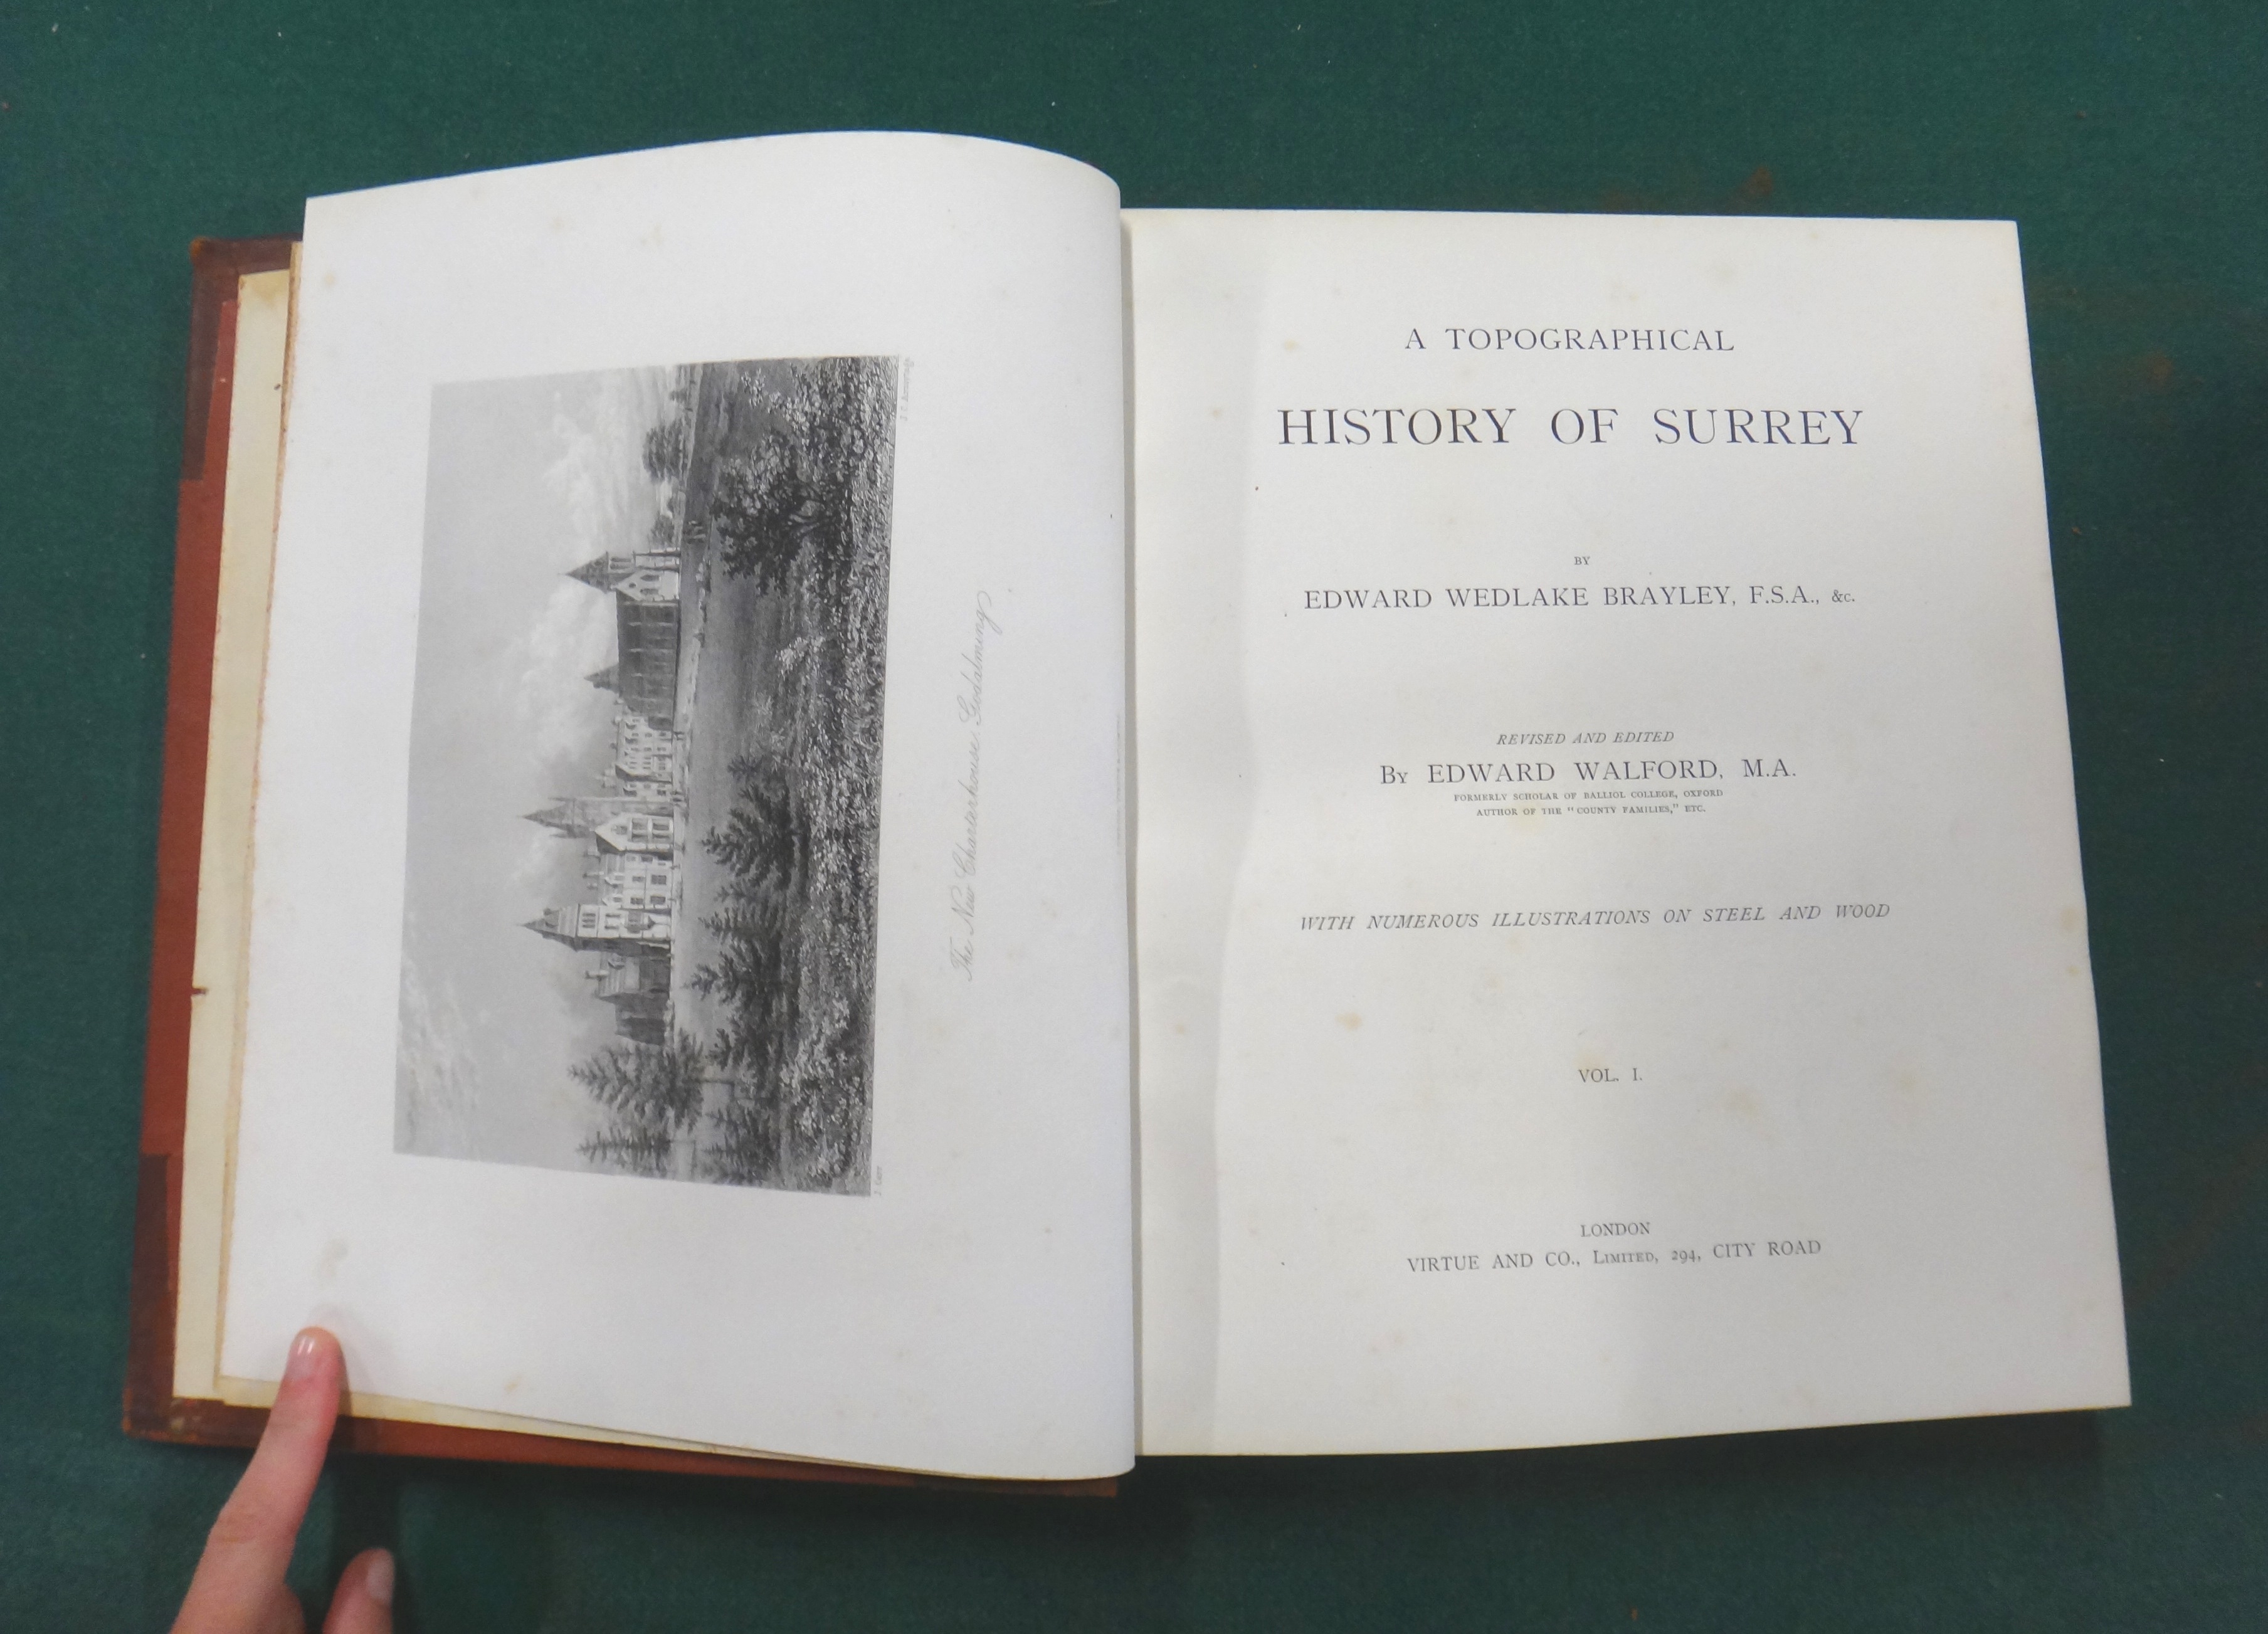 The New Charterhouse, Godalming
A TOPOGRAPHICAL
HISTORY OF SURREY
BY
EDWARD WEDLAKE BRAYLEY, F.S.A., &c.
REVISED AND EDITED
By EDWARD WALFORD, M.A.
FORMERLY SCHOLAR OF BALLIOL COLLEGE, OXFORD
AUTHOR OF THE "COUNTY FAMILIES," ETC.
WITH NUMEROUS ILLUSTRATIONS ON STEEL AND WOOD
VOL. I.
LONDON
VIRTUE AND CO., LIMITED, 294, CITY ROAD